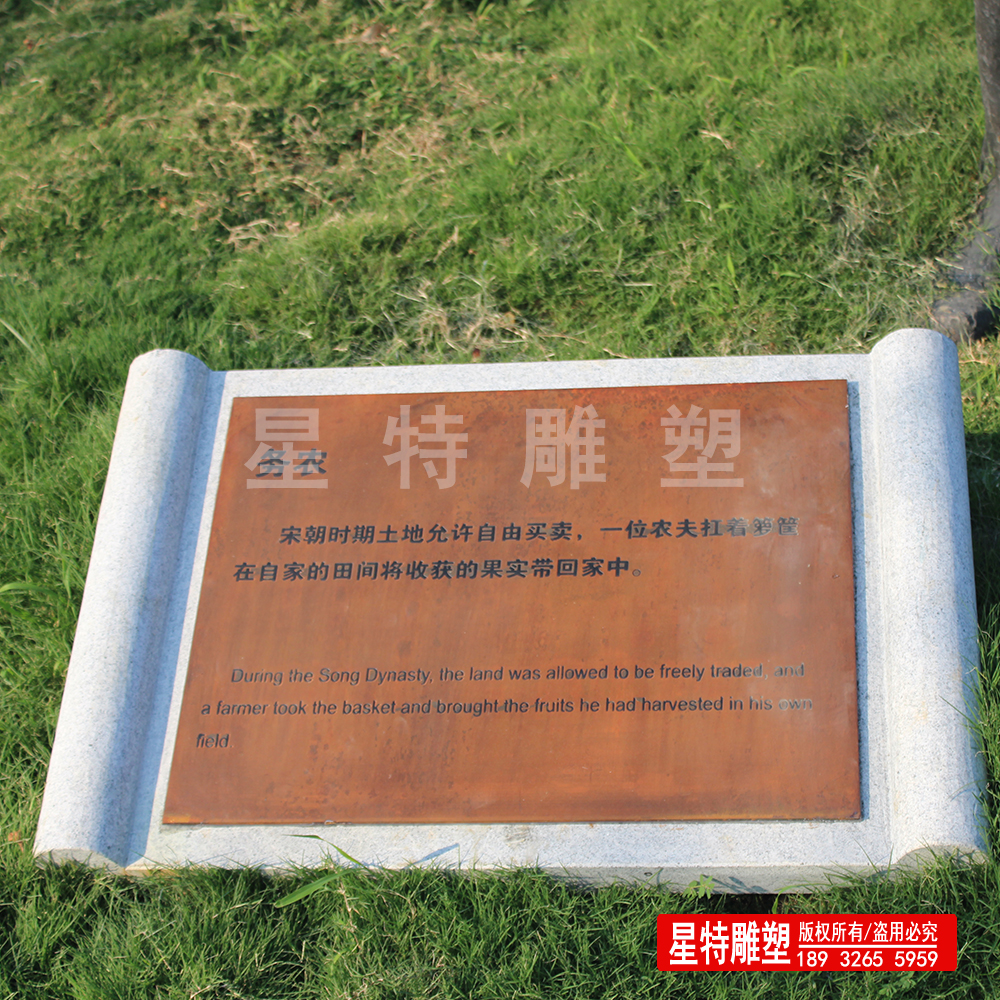 星特雕塑
务农
宋朝时期土地允许自由买卖，一位农夫扛着箩筐
在自家的田间将收获的果实带回家中。
During the Song Dynasty, the land was allowed to be freely traded, and
a farmer took the basket and brought the fruits he had harvested in his own
field.
星特雕塑 版权所有/盗用必究
18932655959